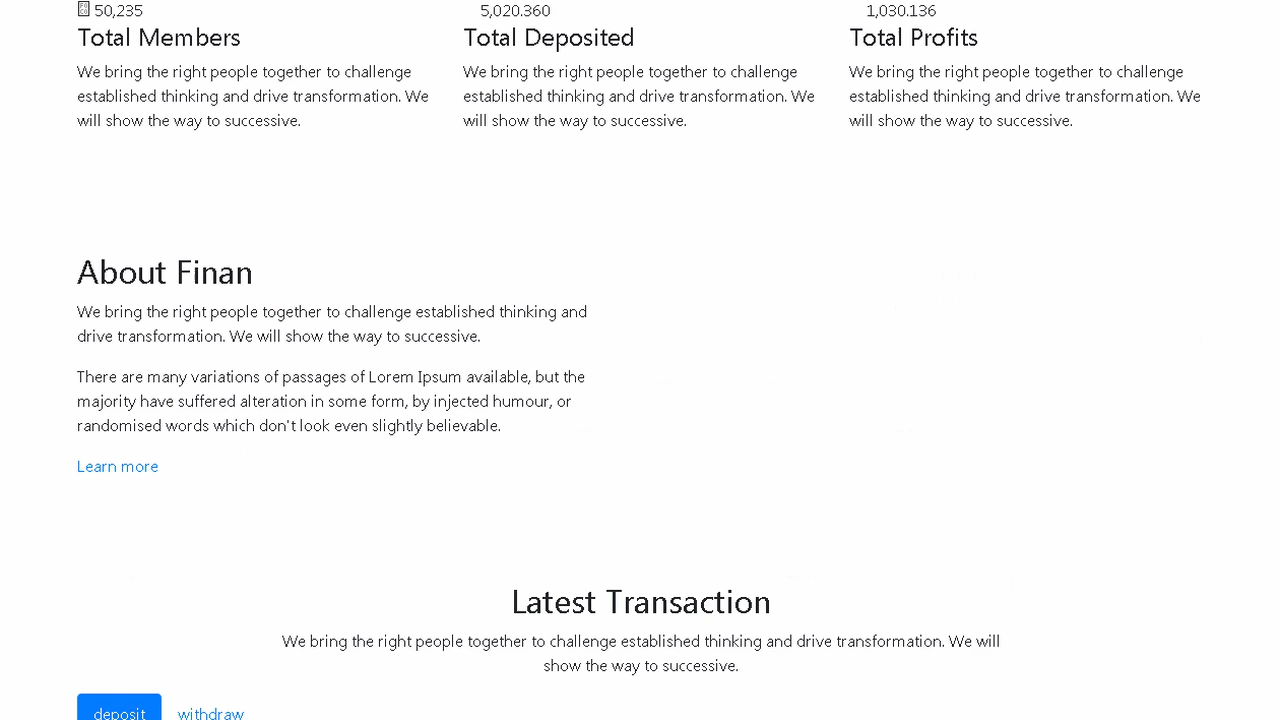 50,235
Total Members
We bring the right people together to challenge
established thinking and drive transformation. We
will show the way to successive.
5,020.360
Total Deposited
We bring the right people together to challenge
established thinking and drive transformation. We
will show the way to successive.
1,030.136
Total Profits
We bring the right people together to challenge
established thinking and drive transformation. We
will show the way to successive.
About Finan
We bring the right people together to challenge established thinking and
drive transformation. We will show the way to successive.
There are many variations of passages of Lorem Ipsum available, but the
majority have suffered alteration in some form, by injected humour, or
randomised words which don't look even slightly believable.
Learn more
Latest Transaction
We bring the right people together to challenge established thinking and drive transformation. We will
show the way to successive.
deposit withdraw